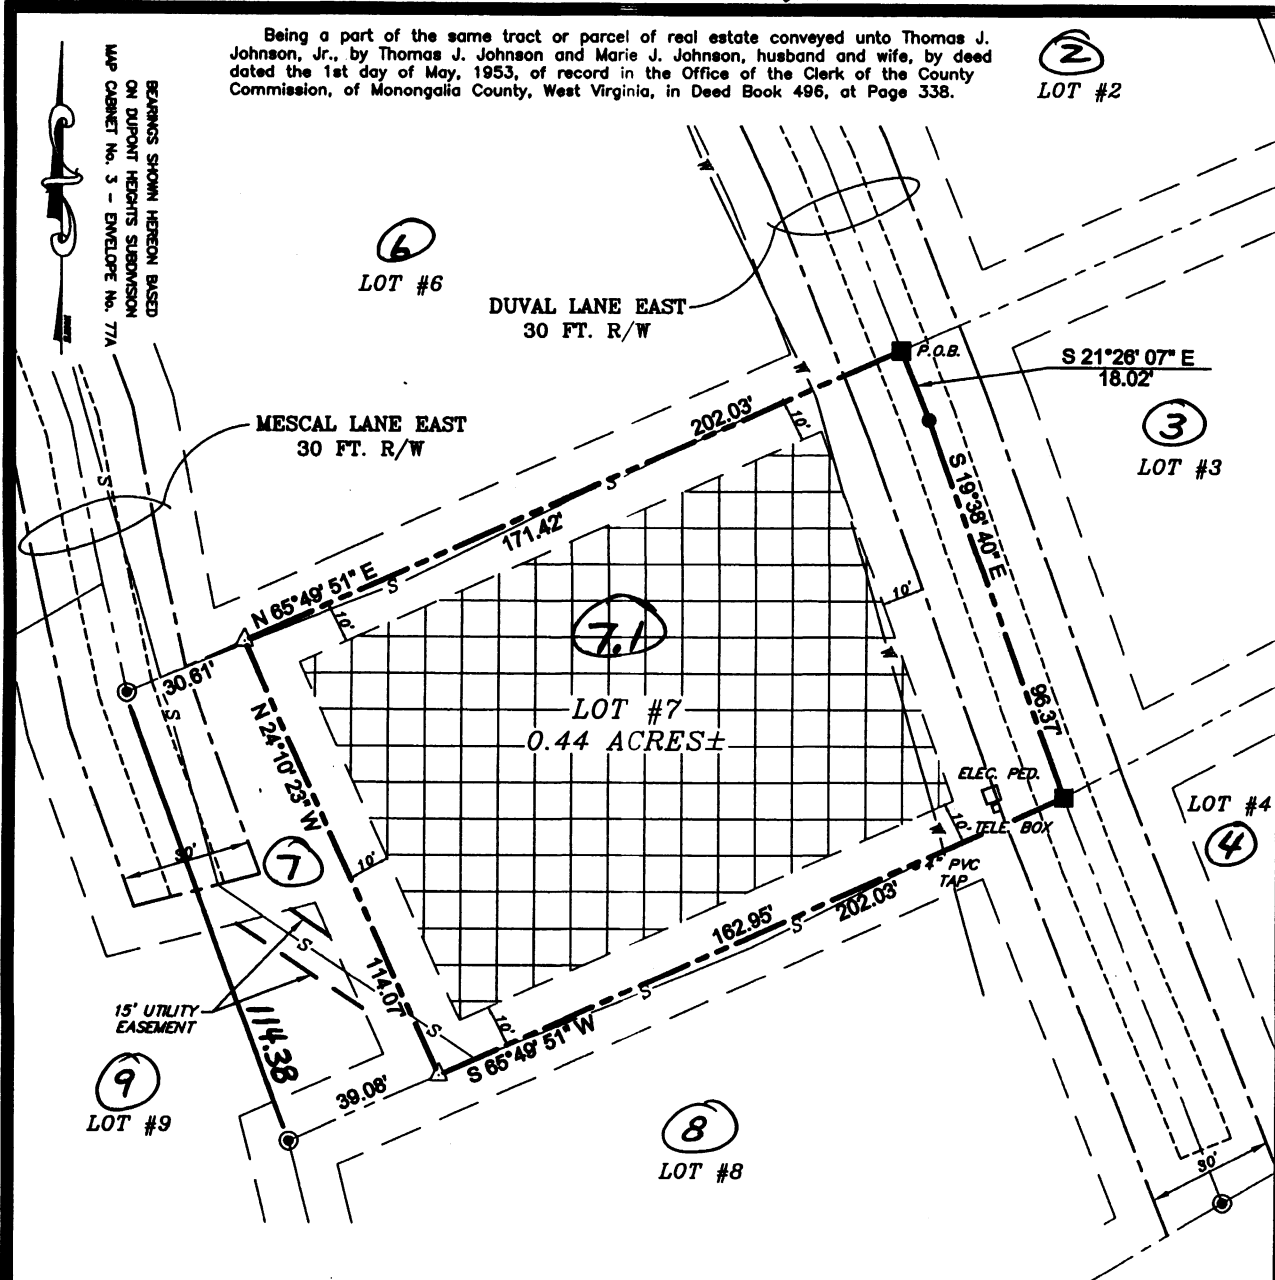 Being a part of the same tract or parcel of real estate conveyed unto Thomas J.
Johnson, Jr., by Thomas J. Johnson and Marie J. Johnson, husband and wife, by deed
dated the 1st day of May, 1953, of record in the Office of the Clerk of the County
Commission, of Monongalia County, West Virginia, in Deed Book 496, at Page 338.
2
LOT #2
BEARINGS SHOWN HEREON BASED
ON DUPONT HEIGHTS SUBDIVISION
MAP CABINET No. 3 - ENVELOPE No. 77A
6
LOT #6
W
DUVAL LANE EAST
30 FT. R/W
P.O.B.
S 21°26' 07" E
18.02'
W
MESCAL LANE EAST
30 FT. R/W
202.03'
10'
3
LOT #3
S
S
S 19°38' 40" E
171.42'
N 65°49' 51" E
S
10'
10'
7.1
W
30.61'
S
LOT #7
0.44 ACRES±
96.37'
N 24°10' 23" W
ELEC. PED.
LOT #4
4
30'
7
10'
W
10'
TELE. BOX
4" PVC
TAP
202.03'
162.95'
S
S
114.07'
S
15' UTILITY
EASEMENT
114.38
S
10'
S 65°49' 51" W
9
LOT #9
39.08'
8
LOT #8
30'